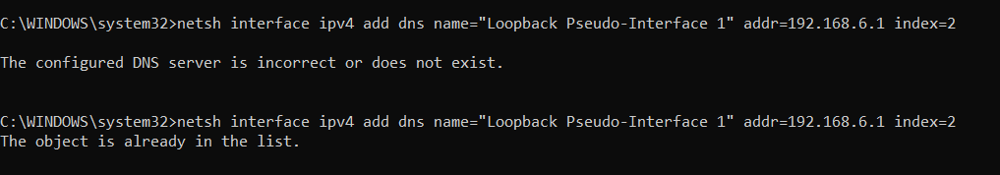 C:\WINDOWS\system32>netsh interface ipv4 add dns name="Loopback Pseudo-Interface 1" addr=192.168.6.1 index=2
The configured DNS server is incorrect or does not exist.
C:\WINDOWS\system32>netsh interface ipv4 add dns name="Loopback Pseudo-Interface 1" addr=192.168.6.1 index=2
The object is already in the list.